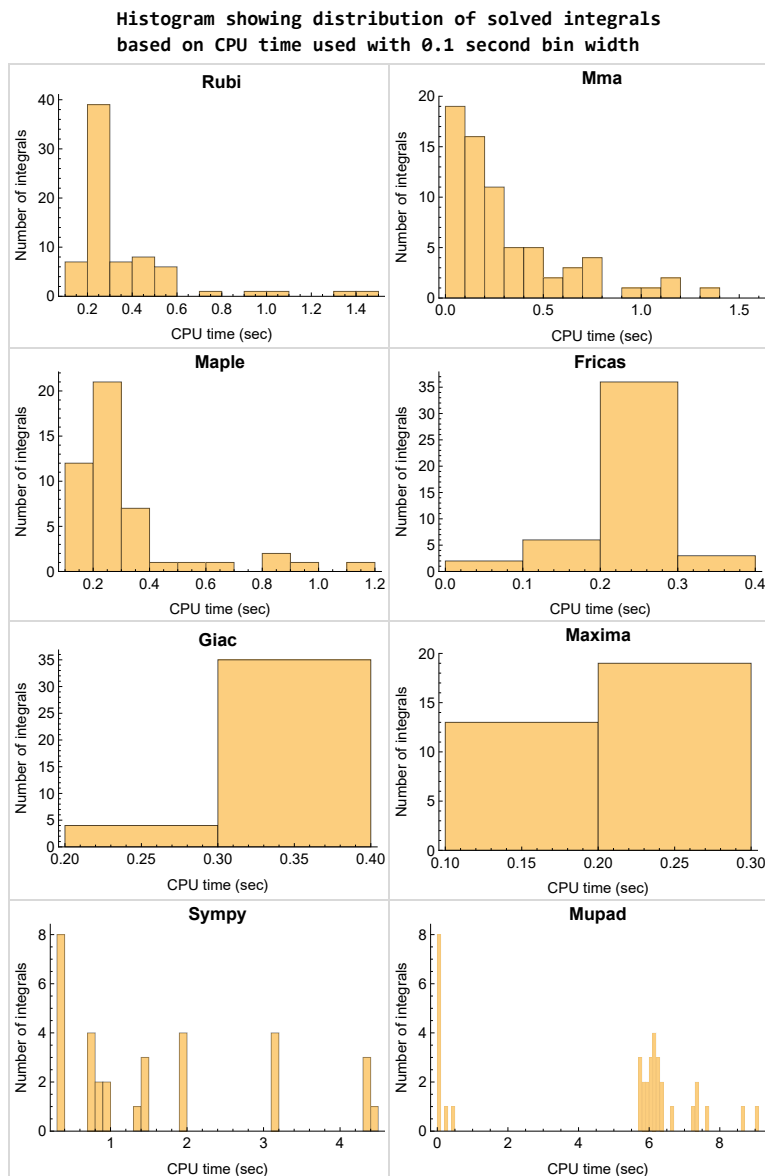 Histogram showing distribution of solved integrals
based on CPU time used with 0.1 second bin width
Rubi
Number of integrals
40
30
20
10
0
0.2 0.4 0.6 0.8 1.0 1.2 1.4
CPU time (sec)
Mma
Number of integrals
20
15
10
5
0
0.0 0.5 1.0 1.5
CPU time (sec)
Maple
Number of integrals
20
15
10
5
0
0.2 0.4 0.6 0.8 1.0 1.2
CPU time (sec)
Fricas
Number of integrals
35
30
25
20
15
10
5
0
0.0 0.1 0.2 0.3 0.4
CPU time (sec)
Giac
Number of integrals
35
30
25
20
15
10
5
0
0.20 0.25 0.30 0.35 0.40
CPU time (sec)
Maxima
Number of integrals
20
15
10
5
0
0.10 0.15 0.20 0.25 0.30
CPU time (sec)
Sympy
Number of integrals
8
6
4
2
0
1 2 3 4
CPU time (sec)
Mupad
Number of integrals
8
6
4
2
0
0 2 4 6 8
CPU time (sec)